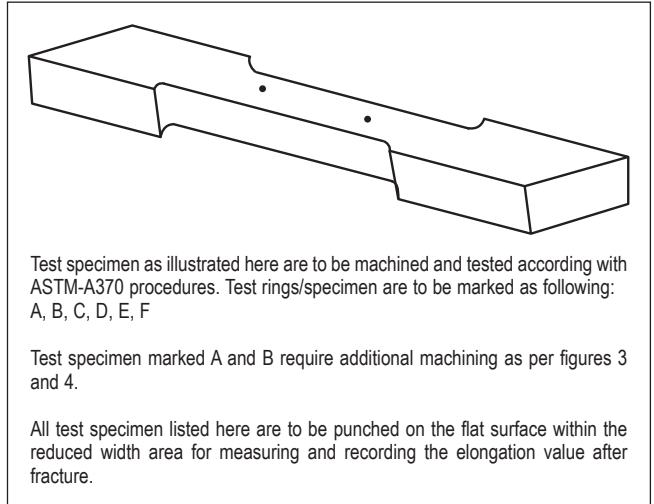 Test specimen as illustrated here are to be machined and tested according with
ASTM-A370 procedures. Test rings/specimen are to be marked as following:
A, B, C, D, E, F
Test specimen marked A and B require additional machining as per figures 3
and 4.
All test specimen listed here are to be punched on the flat surface within the
reduced width area for measuring and recording the elongation value after
fracture.